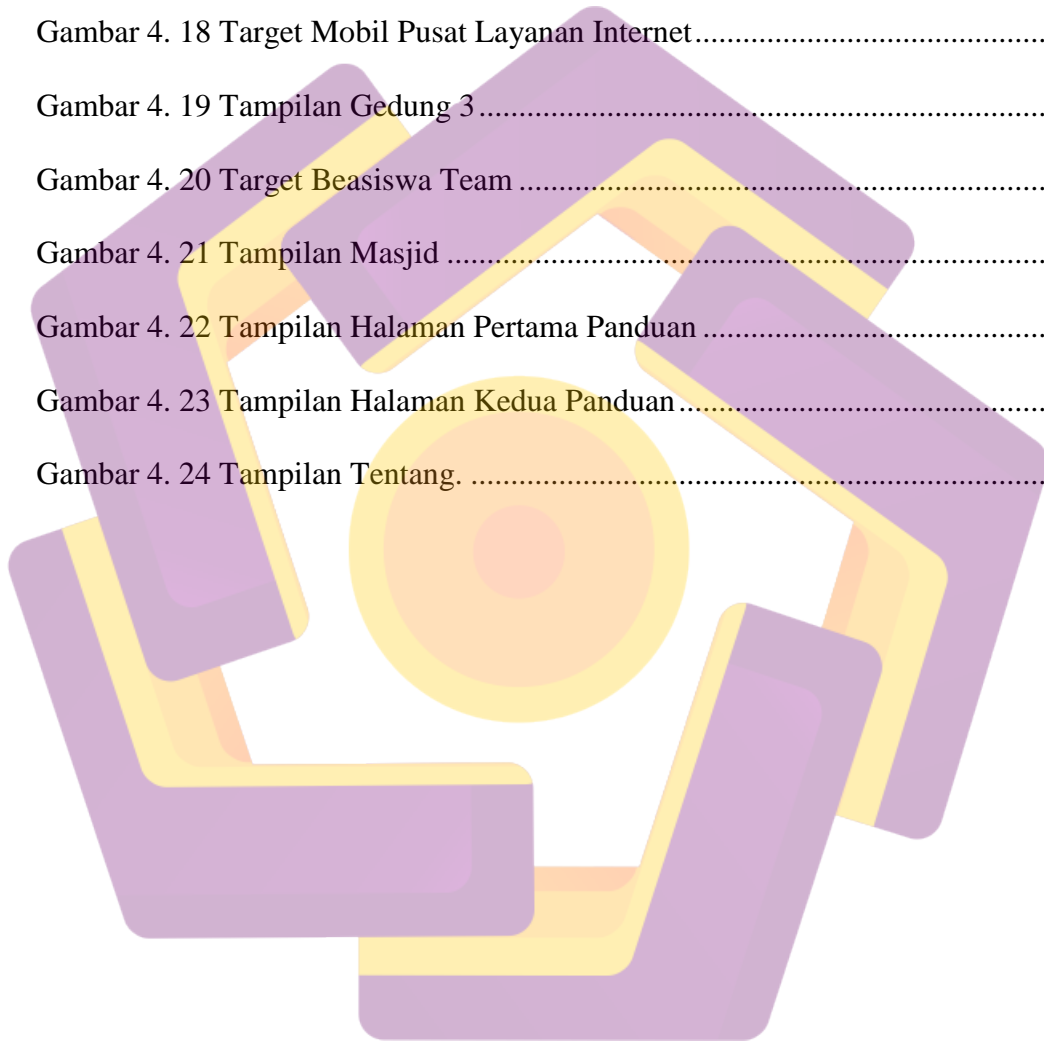 Gambar 4. 18 Target Mobil Pusat Layanan Internet............................................
Gambar 4. 19 Tampilan Gedung 3.......................................................................
Gambar 4. 20 Target Beasiswa Team ..................................................................
Gambar 4. 21 Tampilan Masjid ...........................................................................
Gambar 4. 22 Tampilan Halaman Pertama Panduan ...........................................
Gambar 4. 23 Tampilan Halaman Kedua Panduan..............................................
Gambar 4. 24 Tampilan Tentang. ........................................................................